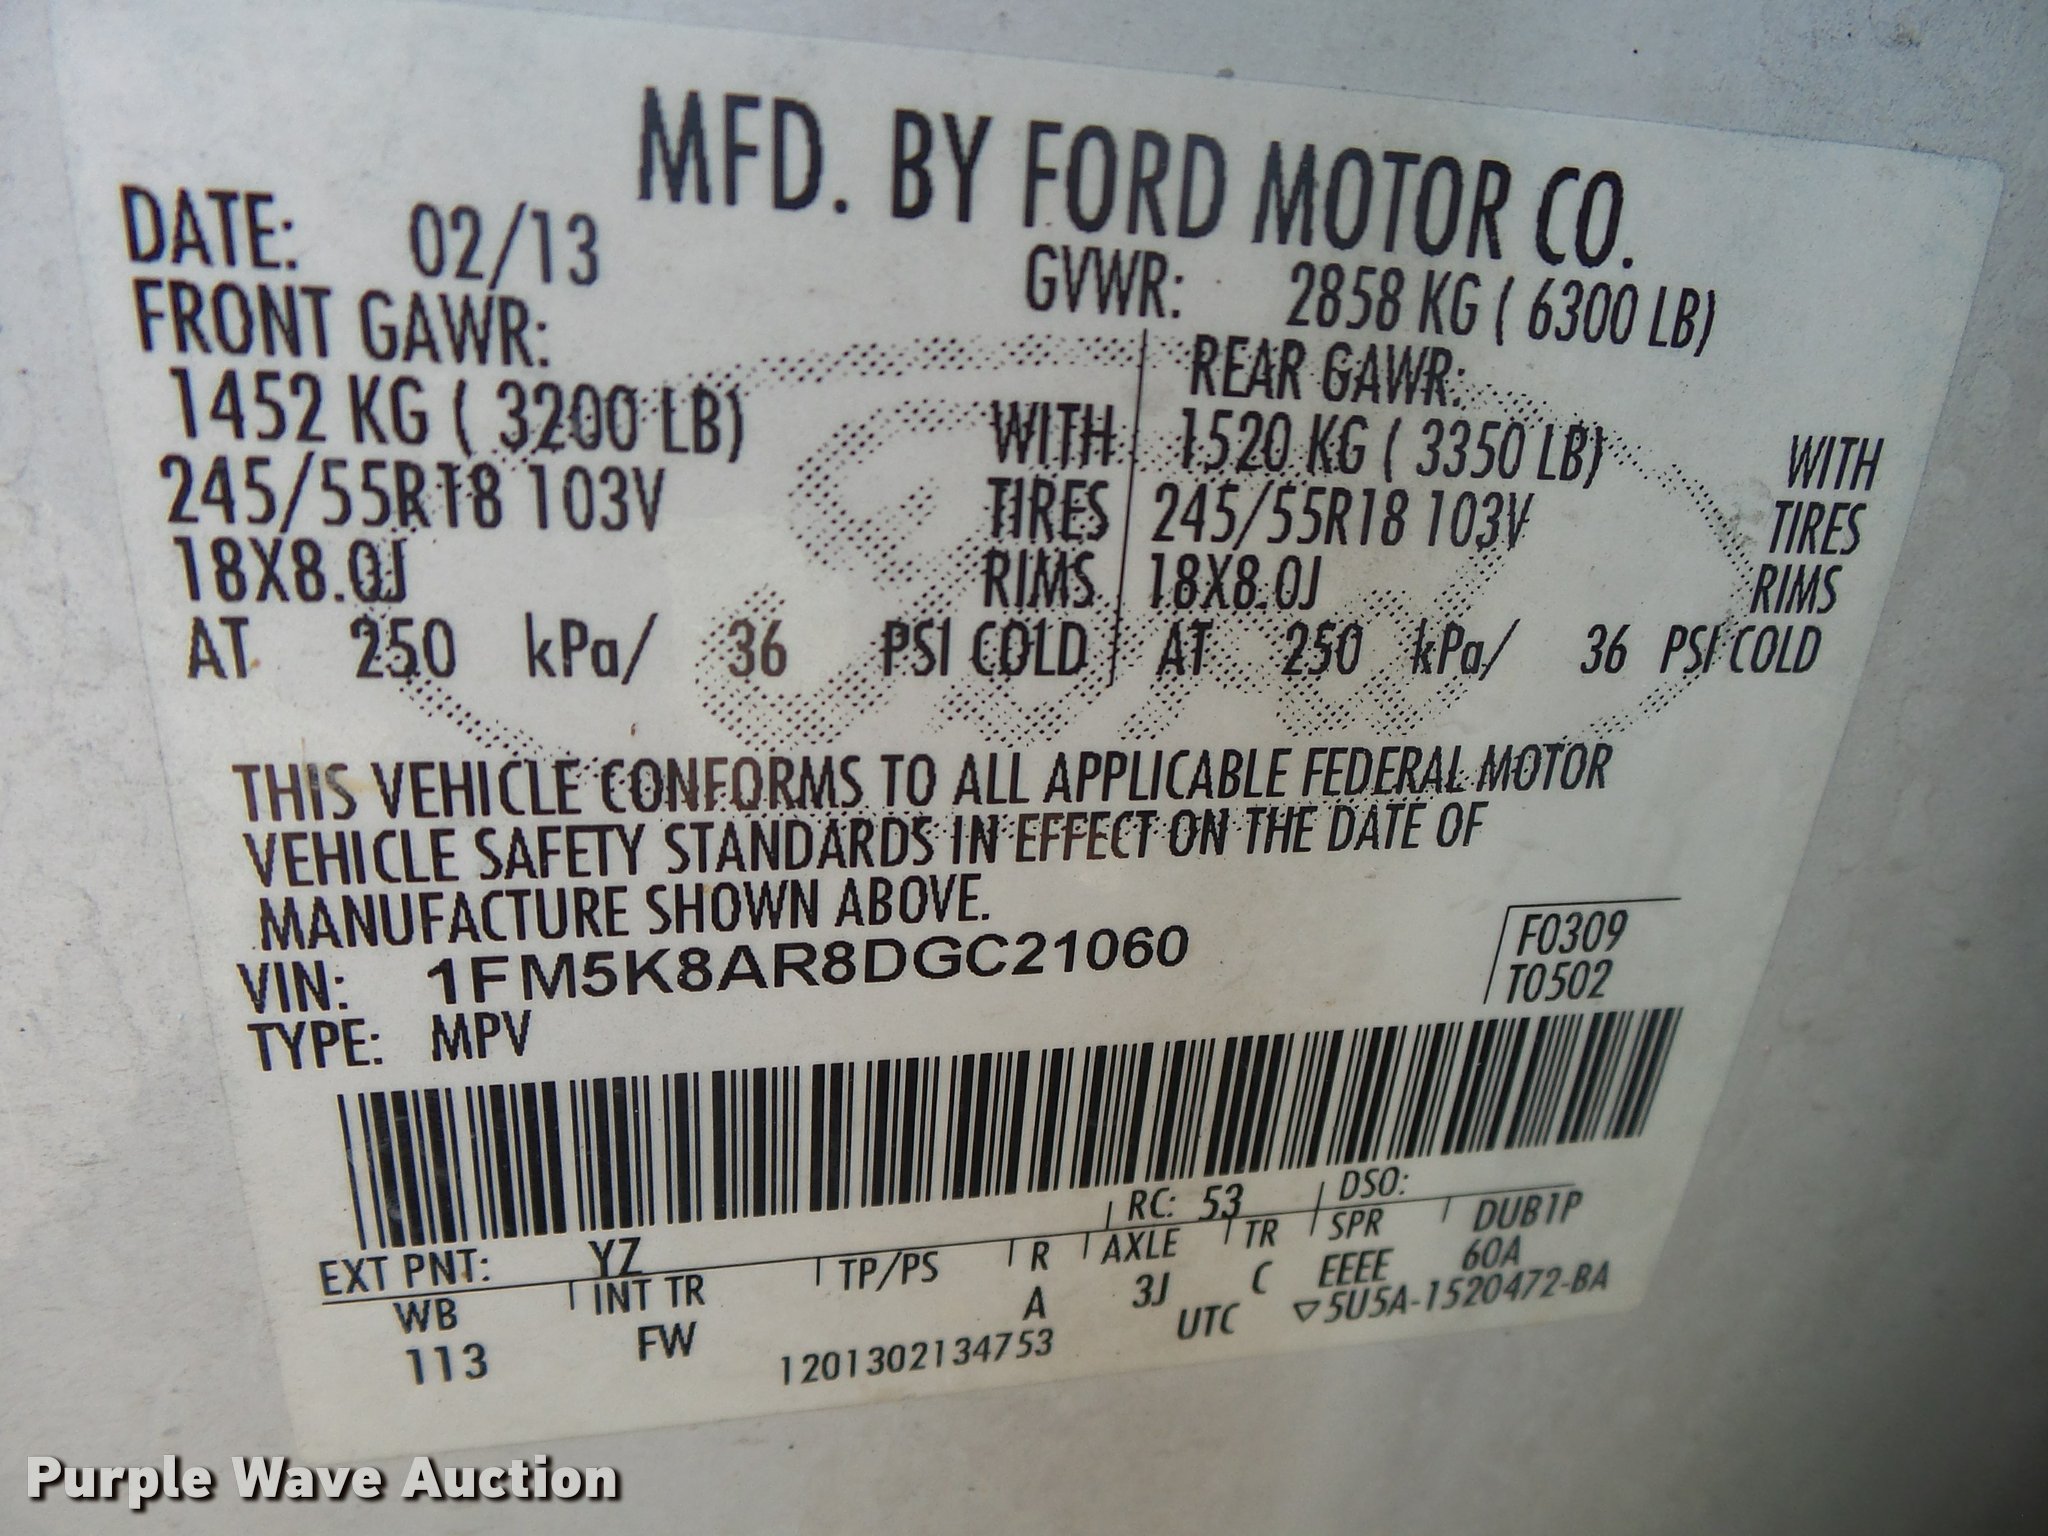 MFD. BY FORD MOTOR CO.
DATE: 02/13 GVWR: 2858 KG ( 6300 LB)
FRONT GAWR: REAR GAWR:
1452 KG ( 3200 LB) WITH 1520 KG ( 3350 LB) WITH
245/55R18 103V TIRES 245/55R18 103V TIRES
18X8.0J RIMS 18X8.0J RIMS
AT 250 kPa/ 36 PSI COLD AT 250 kPa/ 36 PSI COLD
THIS VEHICLE CONFORMS TO ALL APPLICABLE FEDERAL MOTOR
VEHICLE SAFETY STANDARDS IN EFFECT ON THE DATE OF
MANUFACTURE SHOWN ABOVE.
VIN: 1FM5K8AR8DGC21060 F0309
TYPE: MPV T0502
EXT PNT: YZ RC: 53 DSO:
WB INT TR TP/PS R AXLE TR SPR DUB1P
113 FW A 3J C EEEE 60A
1201302134753 UTC ▽5U5A-1520472-BA
Purple Wave Auction